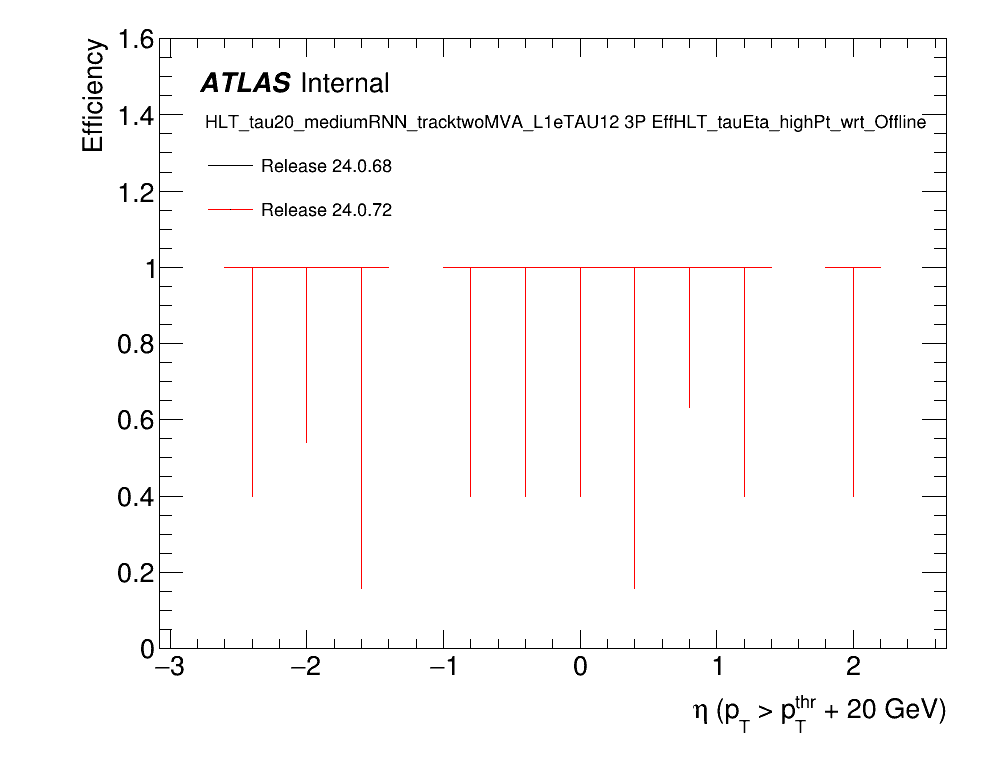 Efficiency
1.6
1.4
1.2
1
0.8
0.6
0.4
0.2
0
ATLAS Internal
HLT_tau20_mediumRNN_tracktwoMVA_L1eTAU12 3P EffHLT_tauEta_highPt_wrt_Offline
Release 24.0.68
Release 24.0.72
−3 −2 −1 0 1 2
η (p_T > p_T^thr + 20 GeV)